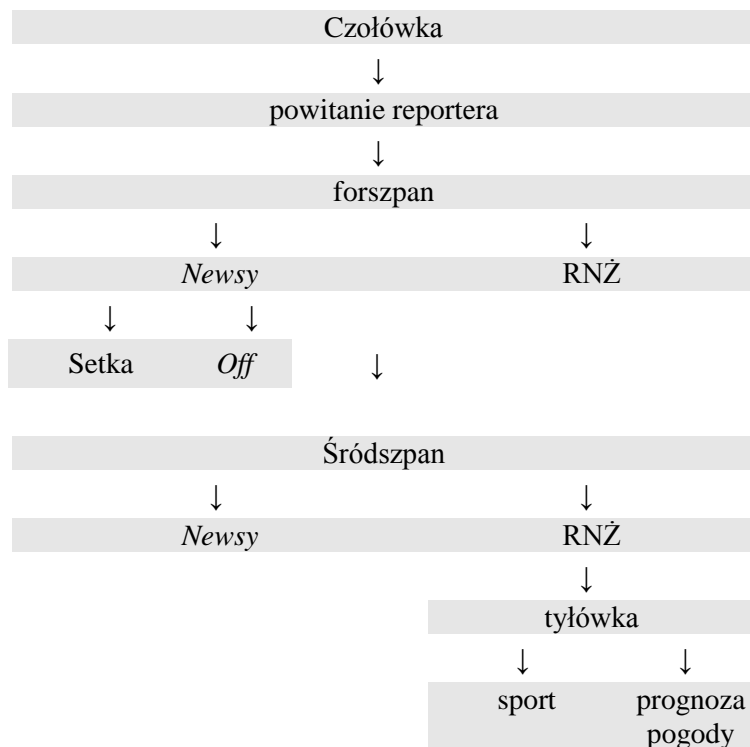 Czołówka
↓
powitanie reportera
↓
forszpan
↓ ↓
Newsy RNŻ
↓ ↓
Setka Off ↓
Śródszpan
↓ ↓
Newsy RNŻ
↓
tyłówka
↓ ↓
sport prognoza
pogody